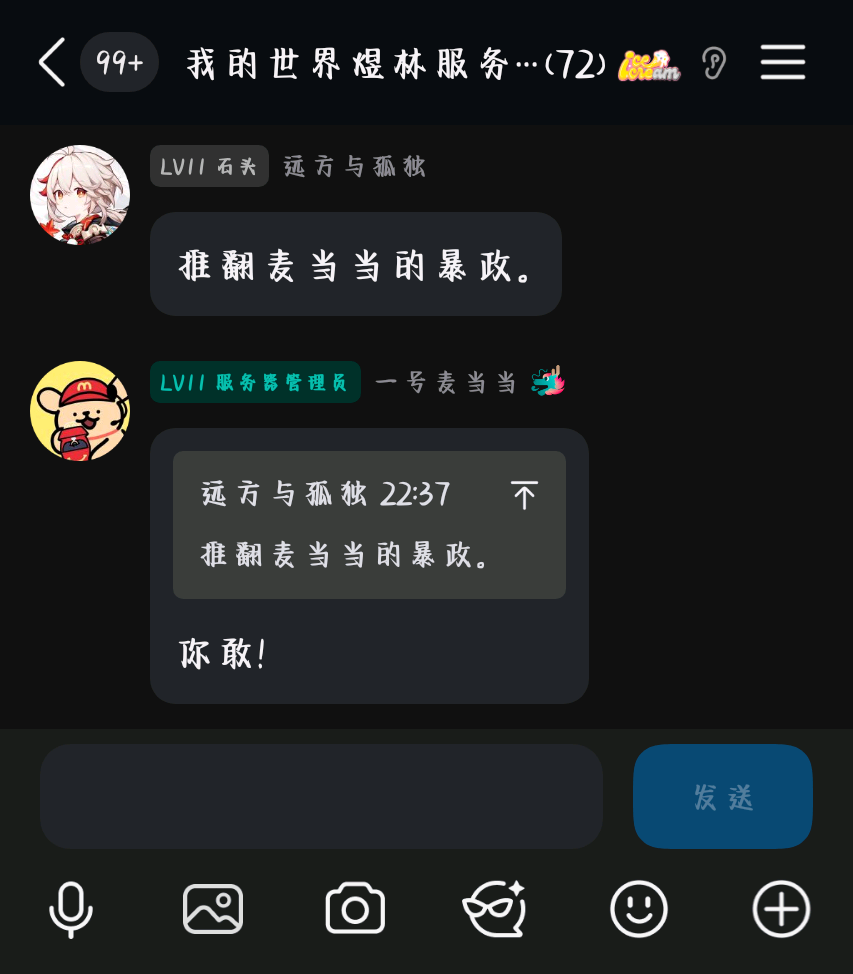 99+
我的世界煜林服务…(72)
ice cream
LV11 石头 远方与孤独
推翻麦当当的暴政。
LV11 服务器管理员 一号麦当当
远方与孤独 22:37
推翻麦当当的暴政。
你敢!
发送